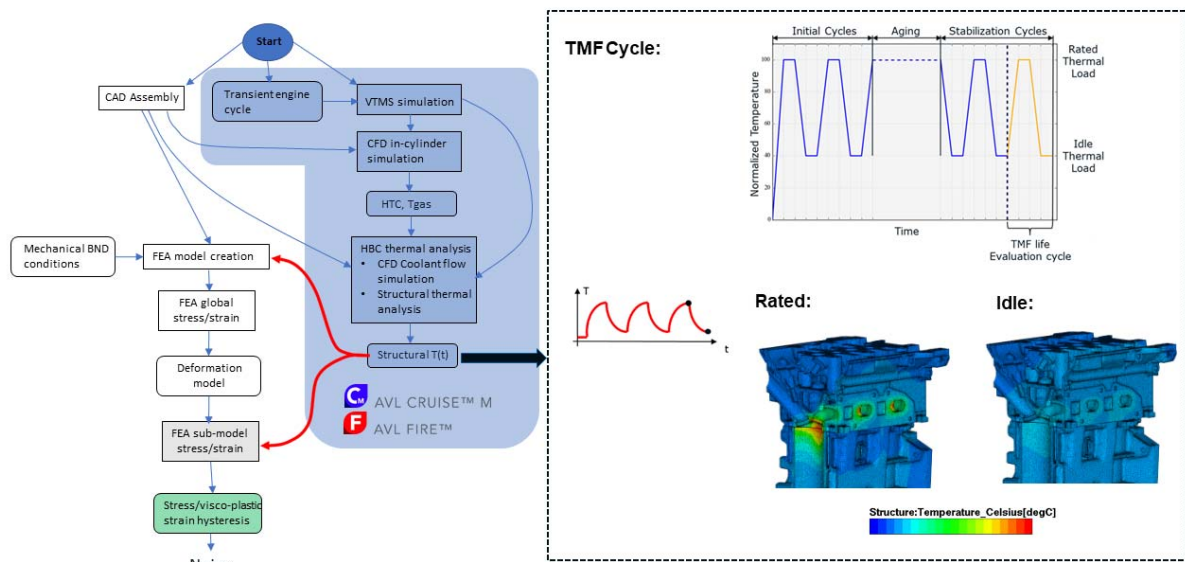 Start
CAD Assembly
Transient engine
cycle
VTMS simulation
CFD in-cylinder
simulation
HTC, Tgas
Mechanical BND
conditions
FEA model creation
HBC thermal analysis
• CFD Coolant flow
simulation
• Structural thermal
analysis
FEA global
stress/strain
Structural T(t)
Deformation
model
CM AVL CRUISE™ M
F AVL FIRE™
FEA sub-model
stress/strain
Stress/visco-plastic
strain hysteresis
TMF Cycle:
Initial Cycles
Aging
Stabilization Cycles
Normalized Temperature
100
80
60
40
20
0
Rated
Thermal
Load
Idle
Thermal
Load
Time
TMF life
Evaluation cycle
T
t
Rated:
Idle:
Structure:Temperature_Celsius[degC]